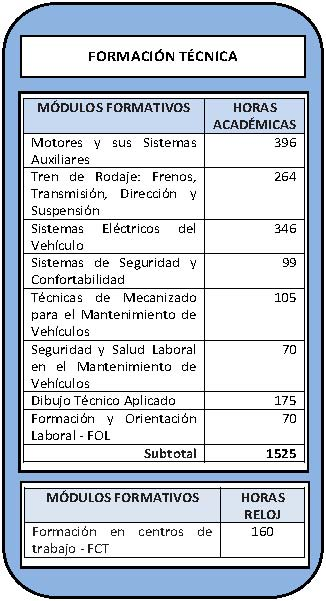 FORMACIÓN TÉCNICA
MÓDULOS FORMATIVOS HORAS
ACADÉMICAS
Motores y sus Sistemas 396
Auxiliares
Tren de Rodaje: Frenos, 264
Transmisión, Dirección y
Suspensión
Sistemas Eléctricos del 346
Vehículo
Sistemas de Seguridad y 99
Confortabilidad
Técnicas de Mecanizado 105
para el Mantenimiento de
Vehículos
Seguridad y Salud Laboral 70
en el Mantenimiento de
Vehículos
Dibujo Técnico Aplicado 175
Formación y Orientación 70
Laboral - FOL
Subtotal 1525
MÓDULOS FORMATIVOS HORAS
RELOJ
Formación en centros de 160
trabajo - FCT